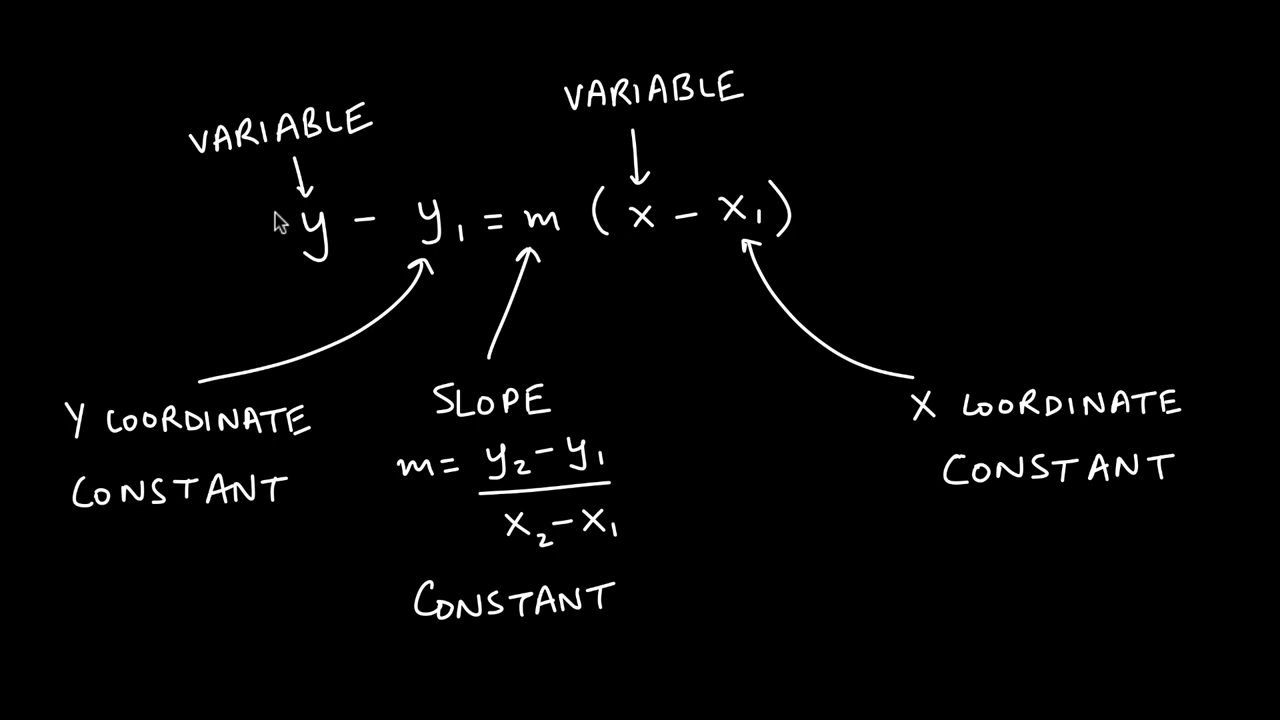 VARIABLE
VARIABLE
y - y₁ = m (x - x₁)
Y COORDINATE
CONSTANT
SLOPE
m = y₂ - y₁ / x₂ - x₁
CONSTANT
X COORDINATE
CONSTANT